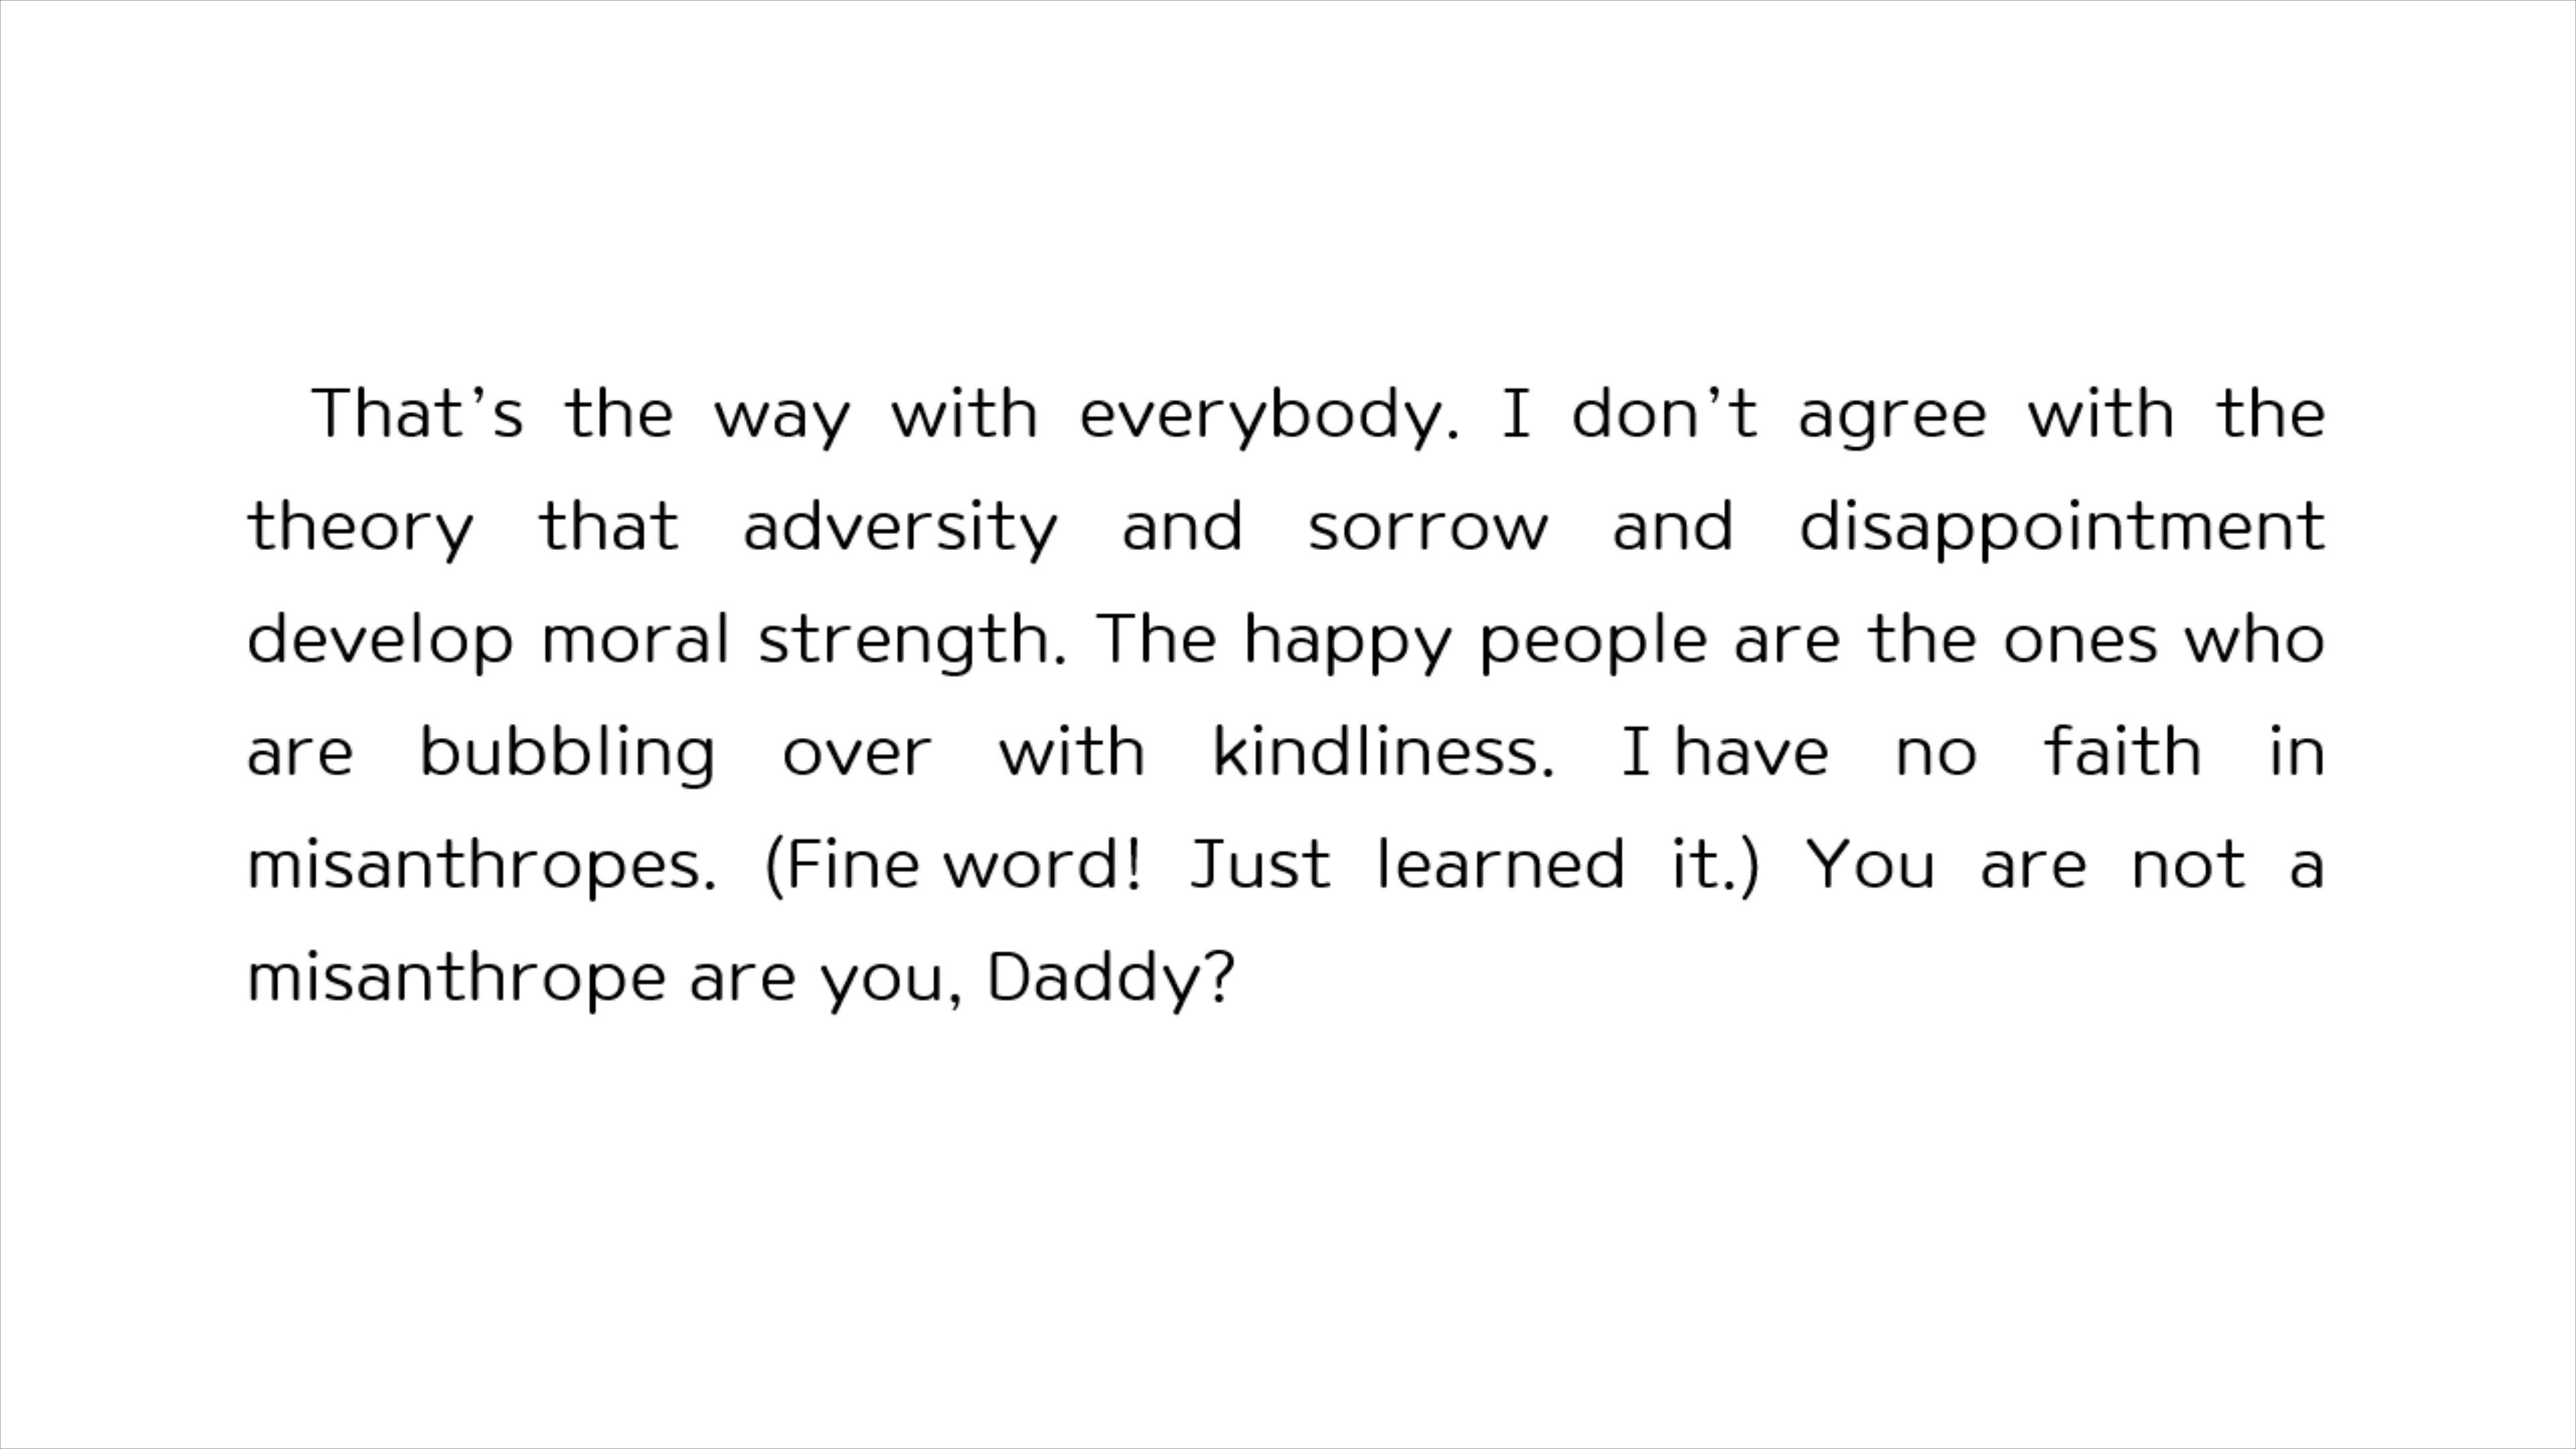 That’s the way with everybody. I don’t agree with the
theory that adversity and sorrow and disappointment
develop moral strength. The happy people are the ones who
are bubbling over with kindliness. I have no faith in
misanthropes. (Fine word! Just learned it.) You are not a
misanthrope are you, Daddy?